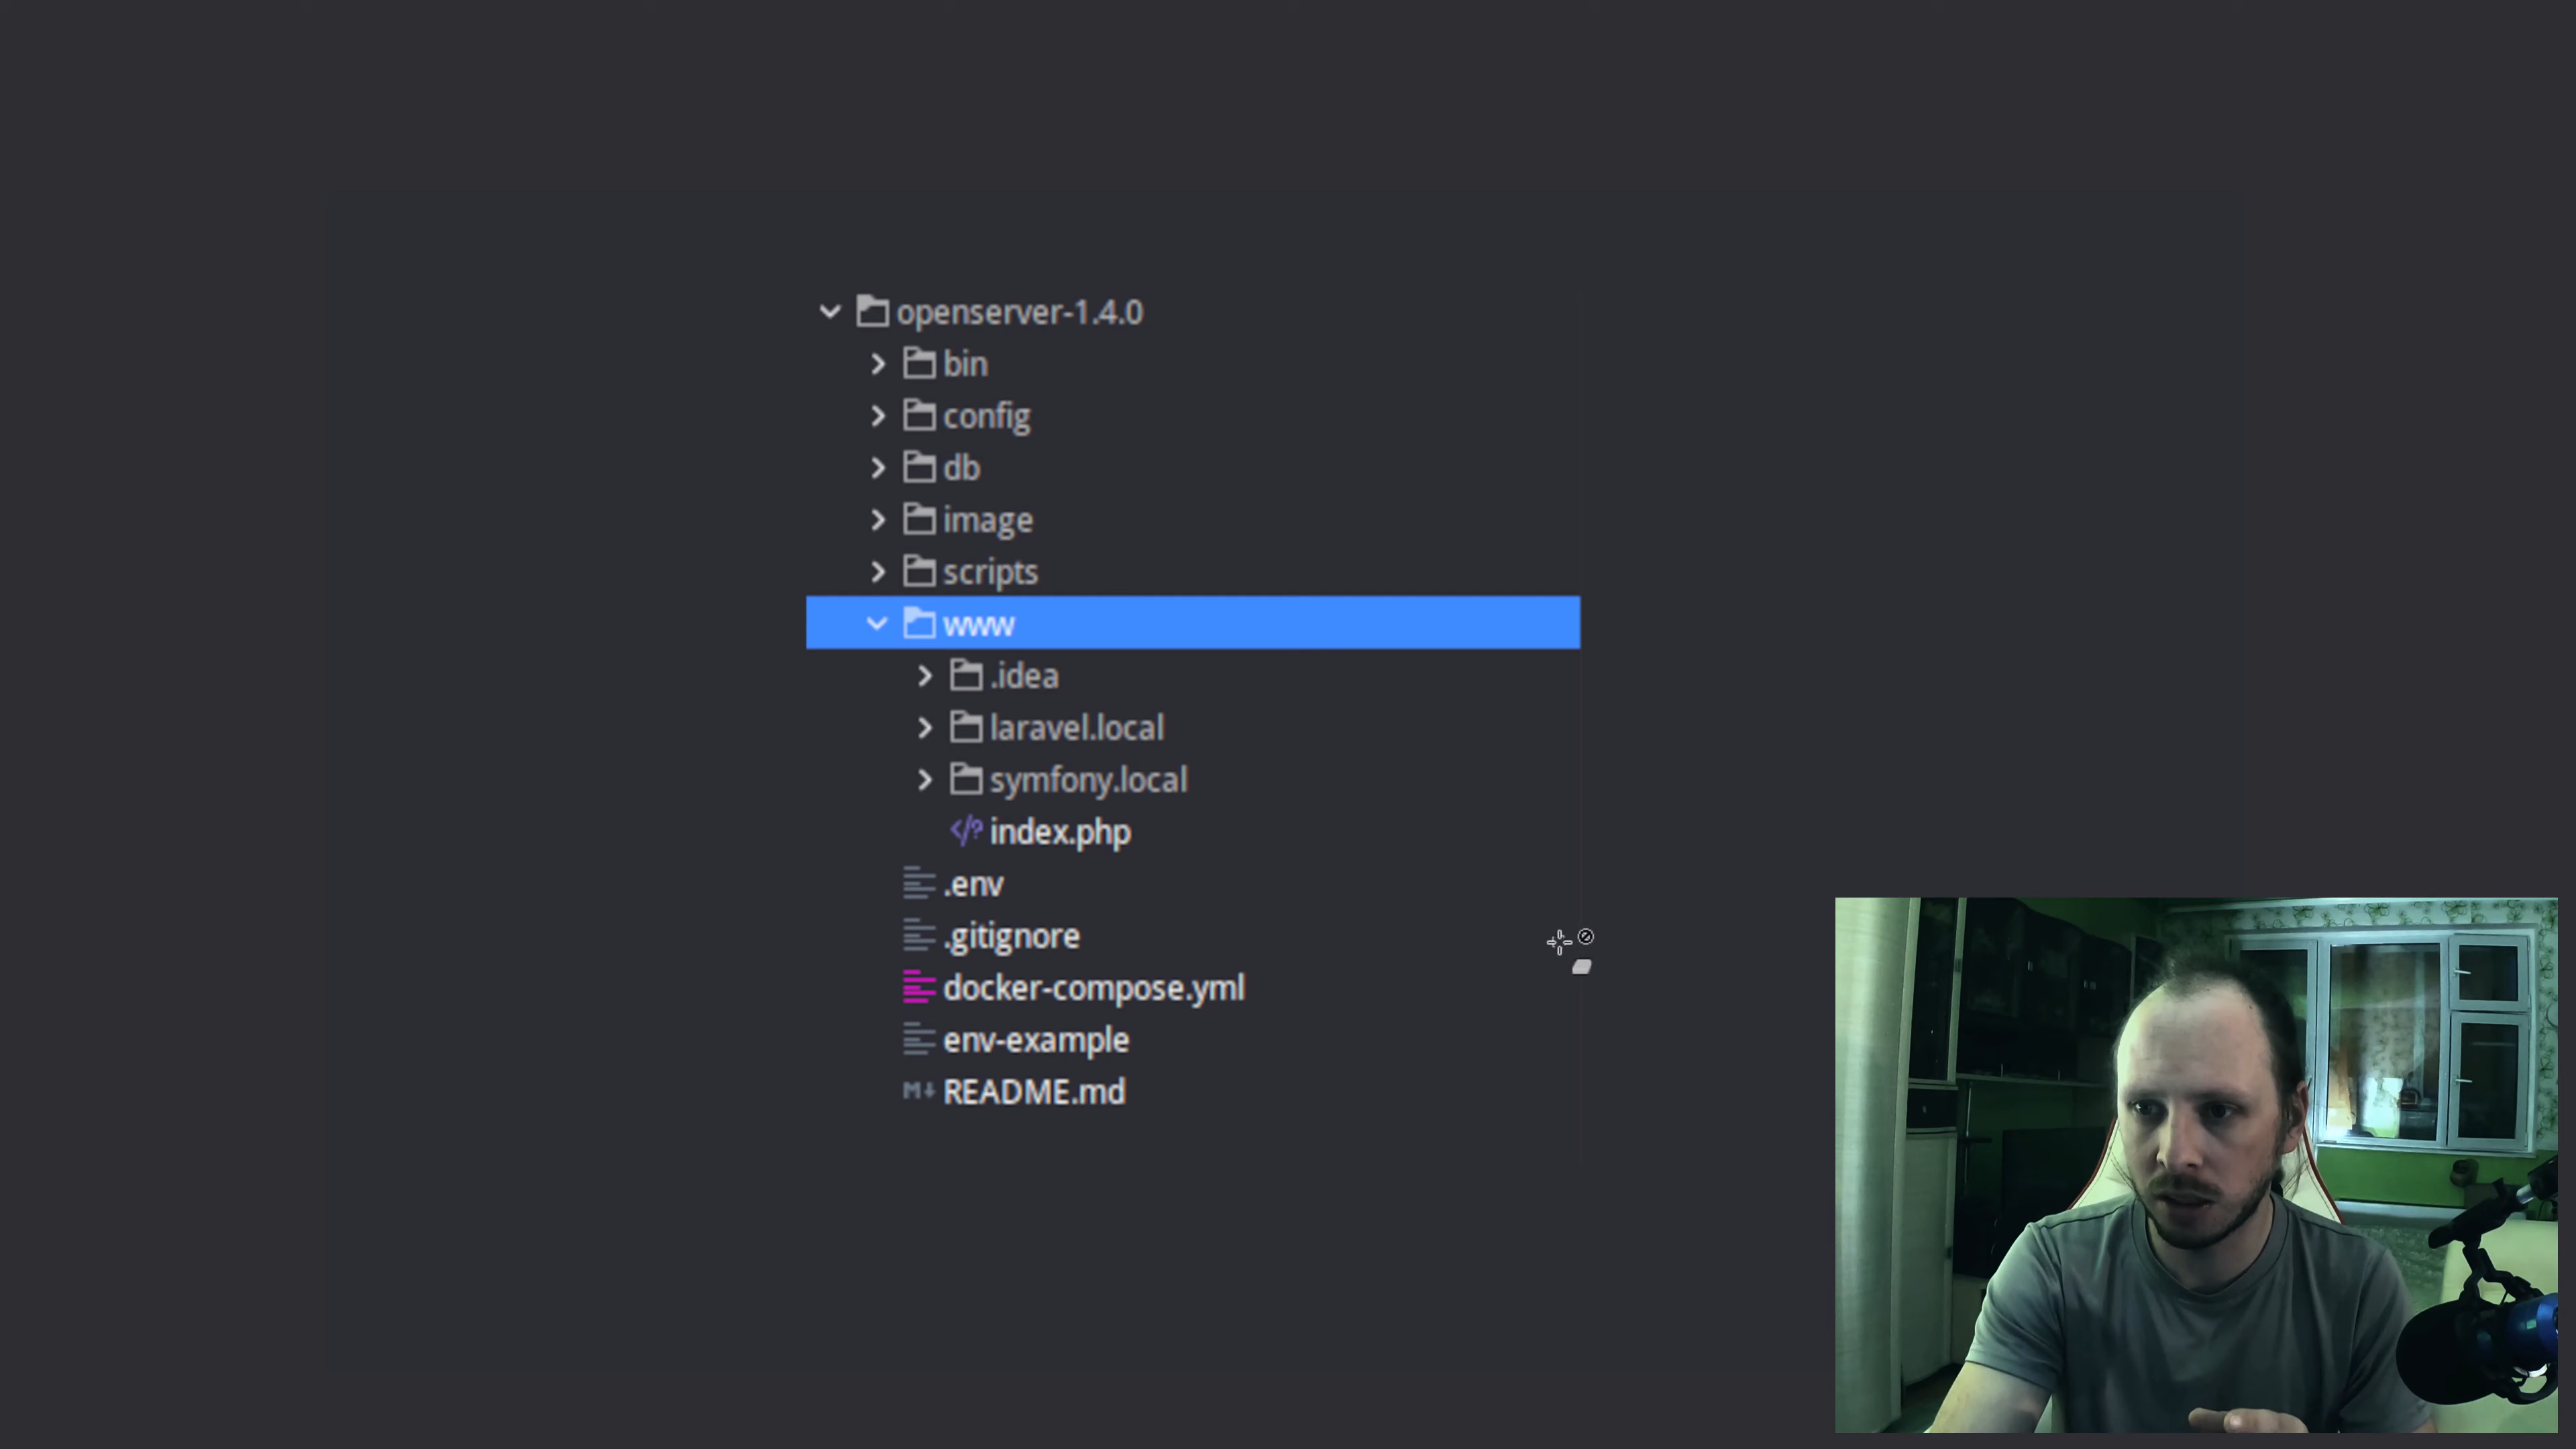 openserver-1.4.0
bin
config
db
image
scripts
www
.idea
laravel.local
symfony.local
index.php
.env
.gitignore
docker-compose.yml
env-example
README.md